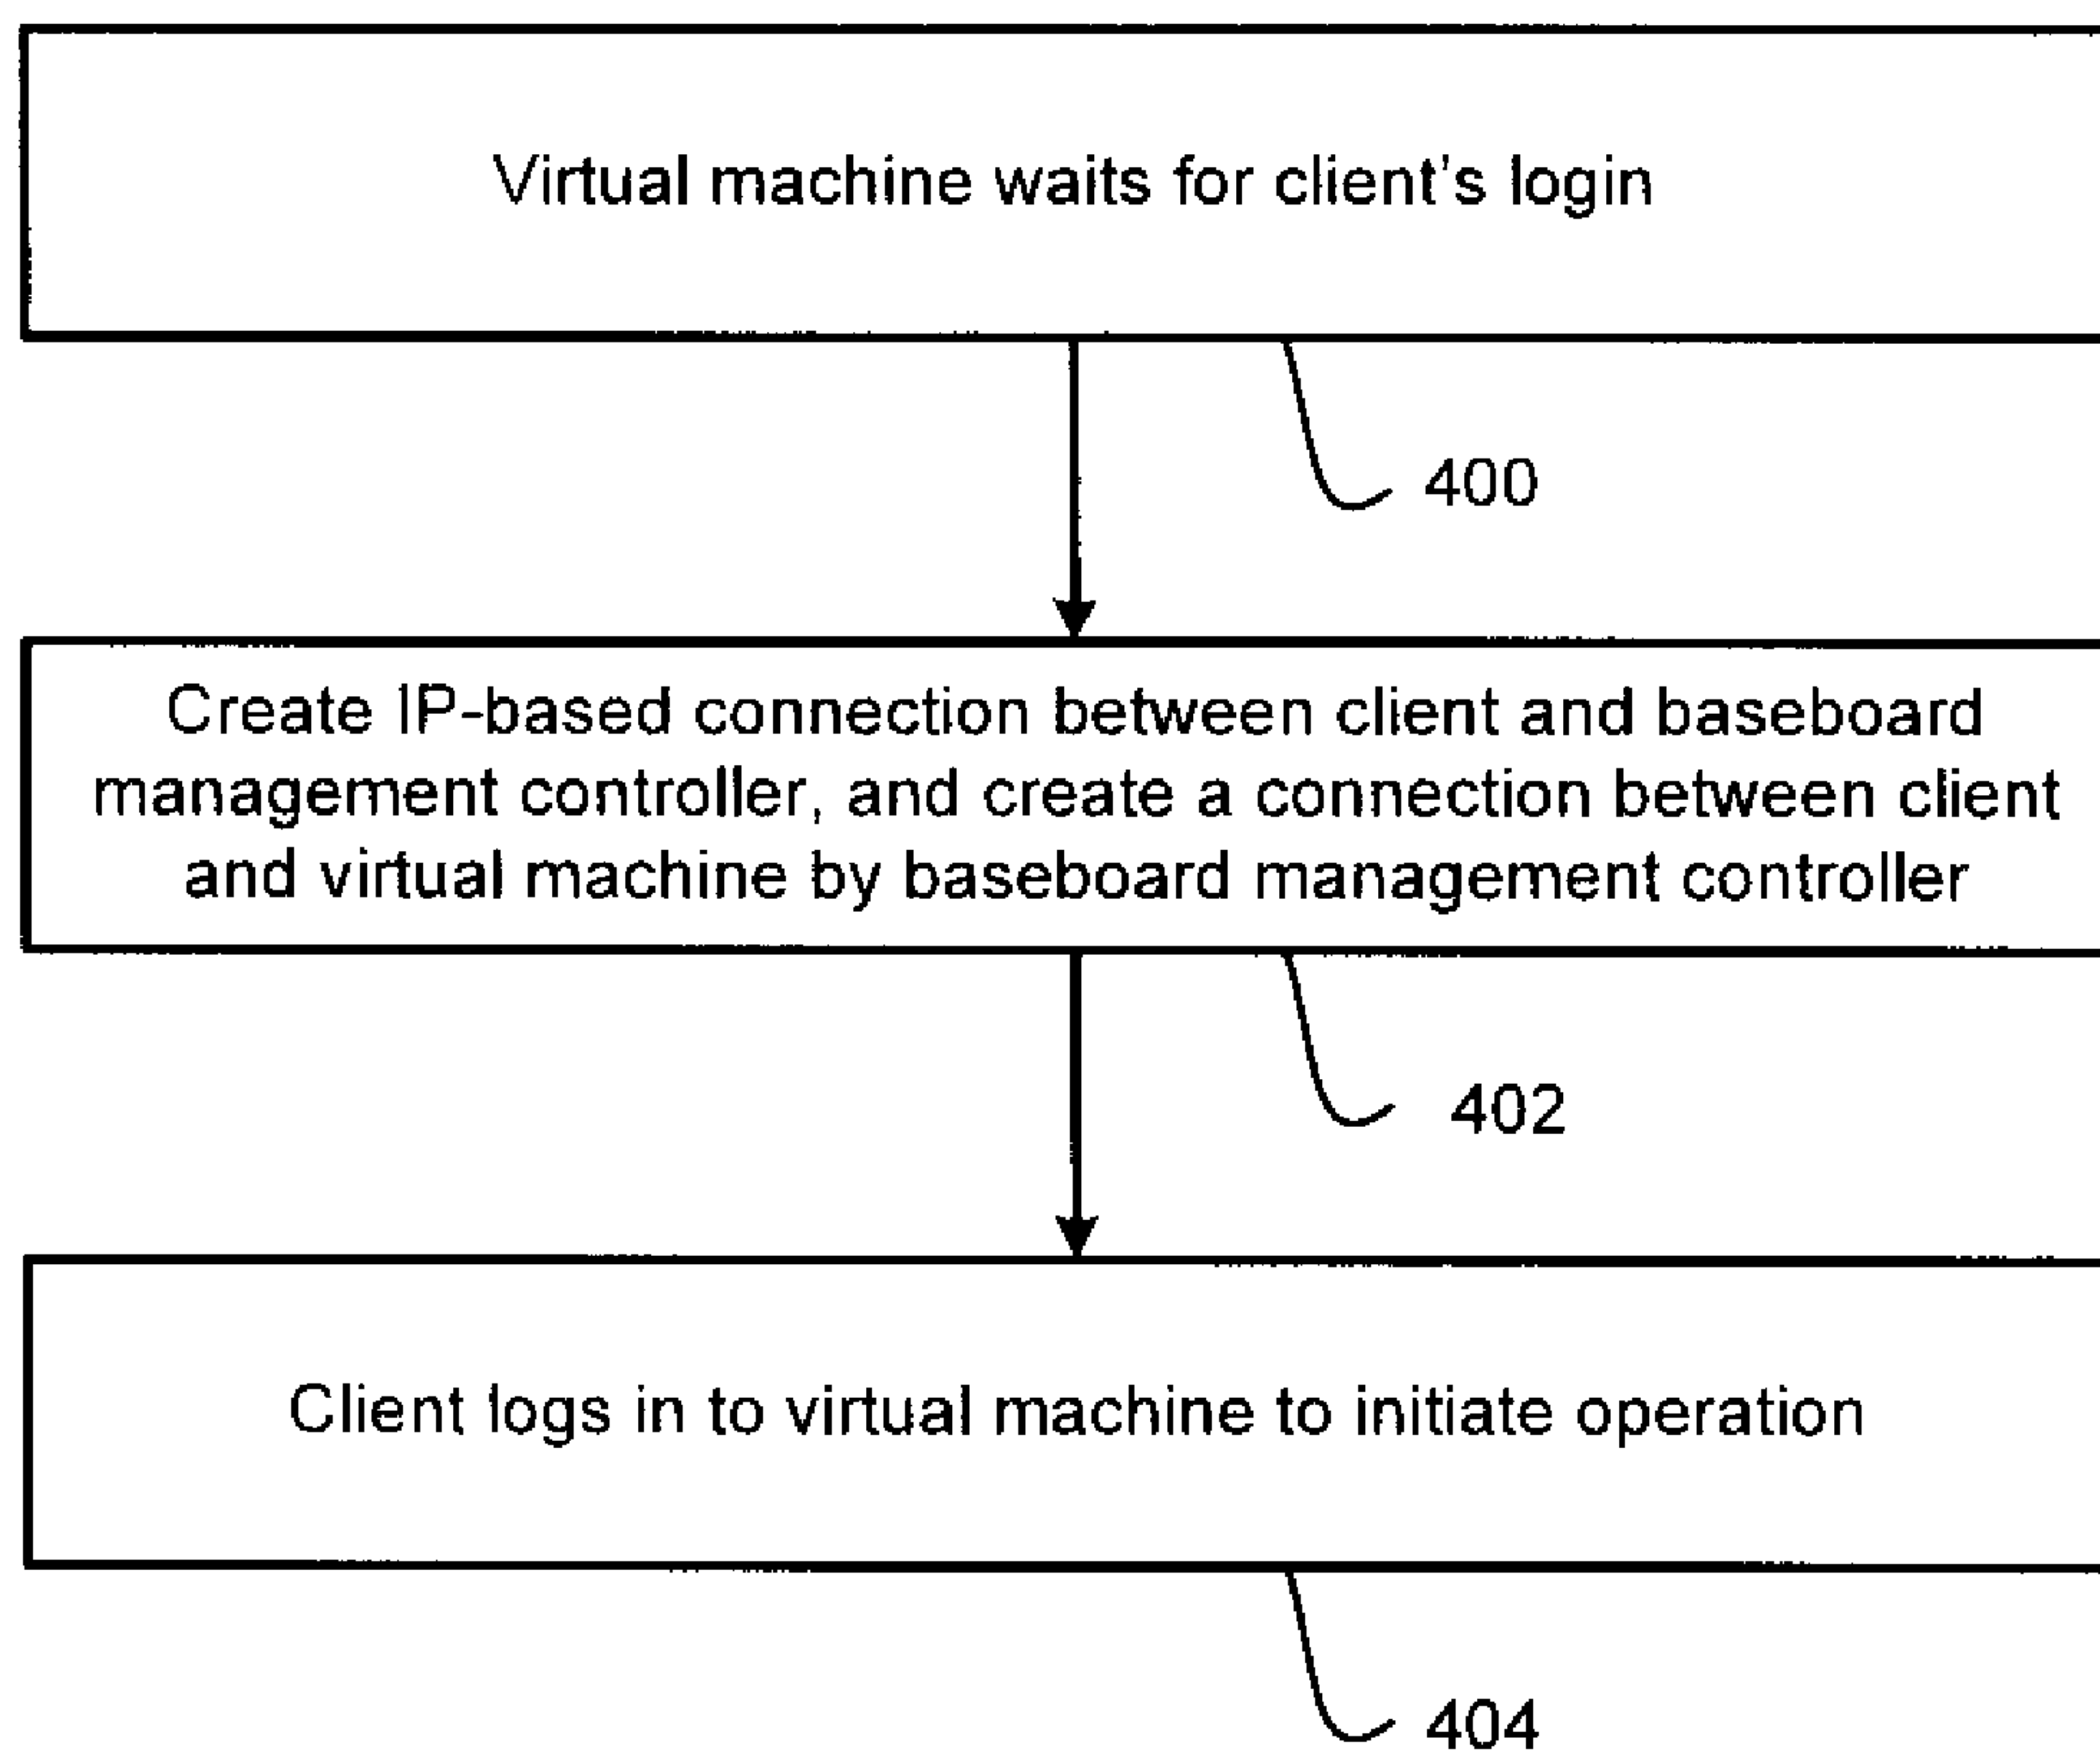 Virtual machine waits for client's login
400
Create IP-based connection between client and baseboard
management controller, and create a connection between client
and virtual machine by baseboard management controller
402
Client logs in to virtual machine to initiate operation
404